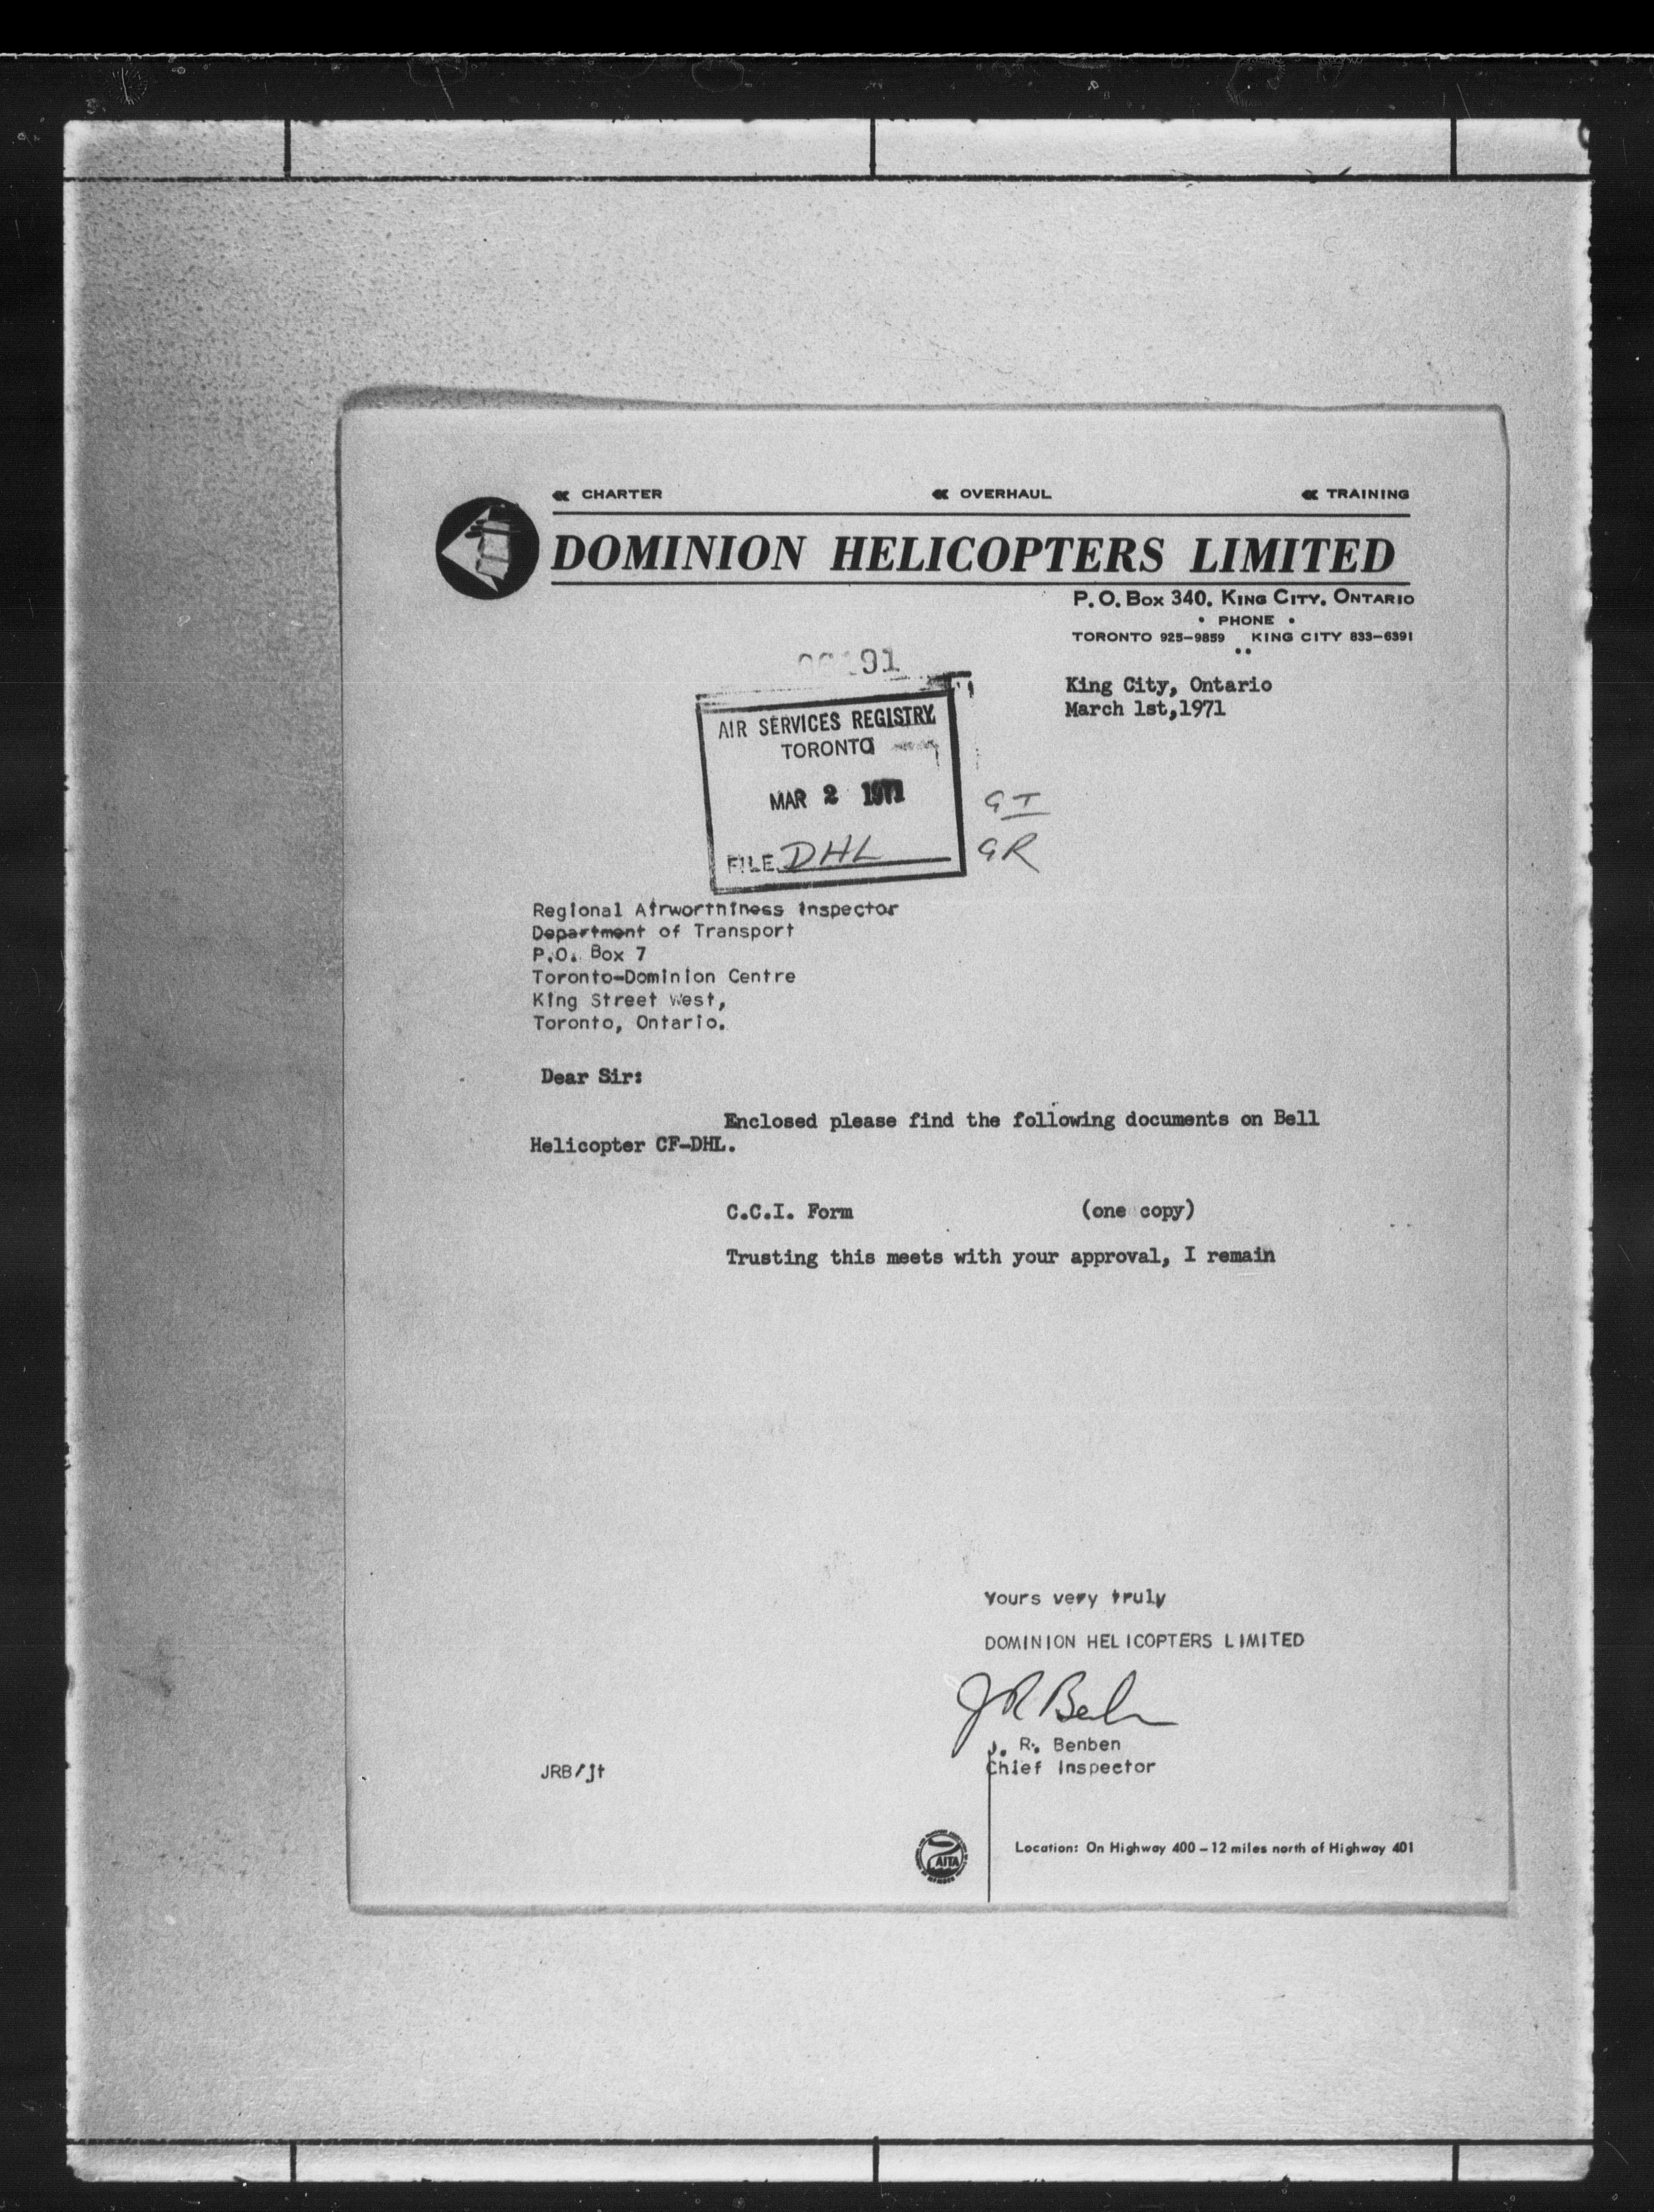 CHARTER OVERHAUL TRAINING
DOMINION HELICOPTERS LIMITED
P. O. Box 340, KING CITY, ONTARIO
• PHONE •
TORONTO 925-9859 KING CITY 833-6391
91
King City, Ontario
March 1st,1971
AIR SERVICES REGISTRY
TORONTO
MAR 2 1971
FILE DHL
GI
GR
Regional Airworthiness Inspector
Department of Transport
P.O. Box 7
Toronto-Dominion Centre
King Street West,
Toronto, Ontario.
Dear Sir:
Enclosed please find the following documents on Bell
Helicopter CF-DHL.
C.C.I. Form (one copy)
Trusting this meets with your approval, I remain
Yours very truly
DOMINION HELICOPTERS LIMITED
J. R. Benben
Chief Inspector
JRB/jt
AITA
Location: On Highway 400 - 12 miles north of Highway 401